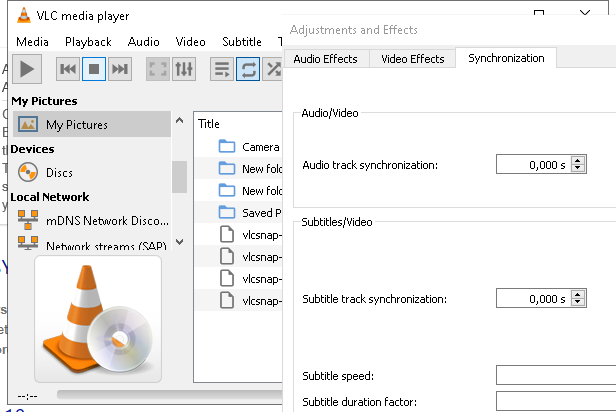 VLC media player
Media Playback Audio Video Subtitle T
My Pictures
My Pictures
Devices
Discs
Local Network
mDNS Network Disco...
Network streams (SAP)
--:--
Title
Camera
New fold
New fold
Saved P
vlcsnap-
vlcsnap-
vlcsnap-
vlcsnap-
Adjustments and Effects
Audio Effects Video Effects Synchronization
Audio/Video
Audio track synchronization: 0,000 s
Subtitles/Video
Subtitle track synchronization: 0,000 s
Subtitle speed:
Subtitle duration factor: